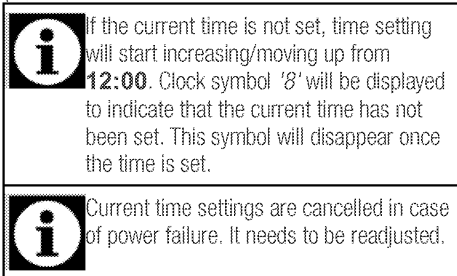 If the current time is not set, time setting
will start increasing/moving up from
12:00. Clock symbol '8' will be displayed
to indicate that the current time has not
been set. This symbol will disappear once
the time is set.
Current time settings are cancelled in case
of power failure. It needs to be readjusted.